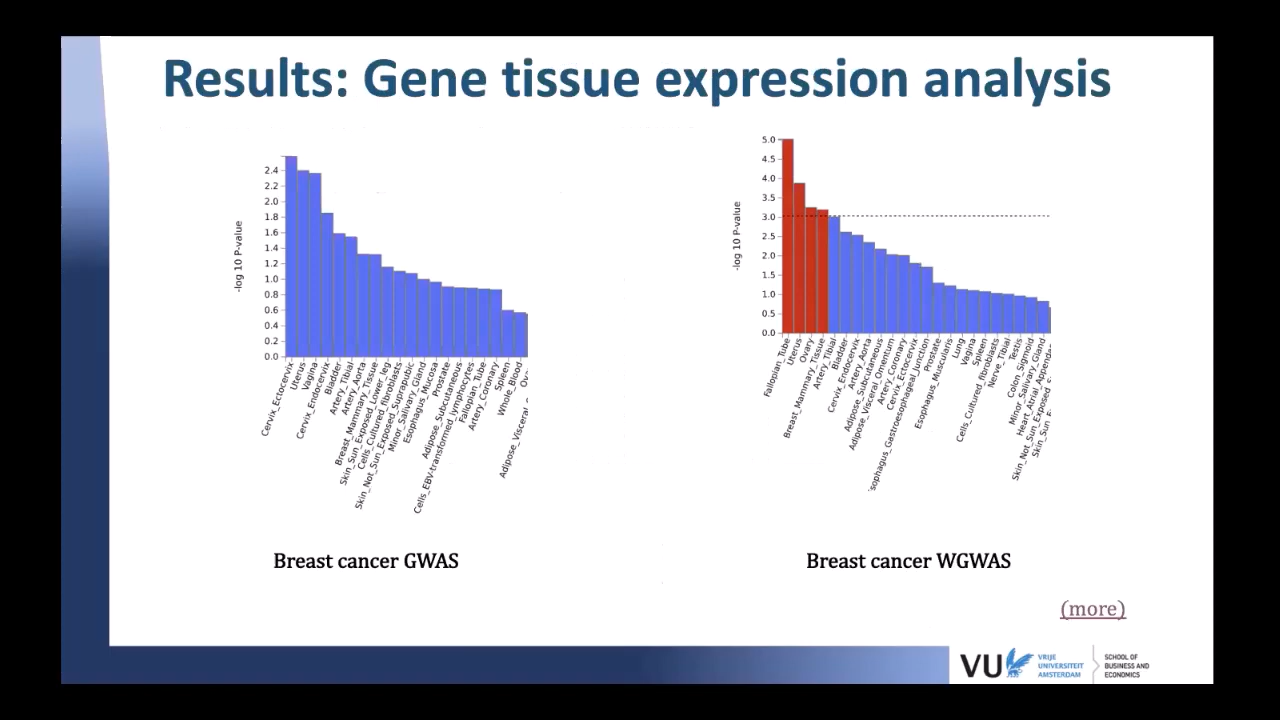 Results: Gene tissue expression analysis
-log 10 P-value
2.4
2.2
2.0
1.8
1.6
1.4
1.2
1.0
0.8
0.6
0.4
0.2
0.0
Cervix_Ectocervix
Uterus
Vagina
Cervix_Endocervix
Bladder
Artery_Tibial
Artery_Aorta
Breast_Mammary_Tissue
Skin_Sun_Exposed_Lower_leg
Cells_Cultured_fibroblasts
Skin_Not_Sun_Exposed_Suprapubic
Minor_Salivary_Gland
Esophagus_Mucosa
Prostate
Adipose_Subcutaneous
Cells_EBV-transformed_lymphocytes
Fallopian_Tube
Artery_Coronary
Spleen
Whole_Blood
Adipose_Visceral_
Breast cancer GWAS
-log 10 P-value
5.0
4.5
4.0
3.5
3.0
2.5
2.0
1.5
1.0
0.5
0.0
Fallopian_Tube
Uterus
Ovary
Breast_Mammary_Tissue
Artery_Tibial
Bladder
Cervix_Endocervix
Artery_Aorta
Adipose_Subcutaneous
Adipose_Visceral_Omentum
Artery_Coronary
Cervix_Ectocervix
Esophagus_Gastroesophageal_Junction
Prostate
Esophagus_Muscularis
Lung
Vagina
Spleen
Cells_Cultured_fibroblasts
Nerve_Tibial
Testis
Colon_Sigmoid
Minor_Salivary_Gland
Heart_Atrial_Appendage
Skin_Not_Sun_Exposed_S
Skin_Sun_
Breast cancer WGWAS
(more)
VU
VRIJE
UNIVERSITEIT
AMSTERDAM
SCHOOL OF
BUSINESS AND
ECONOMICS